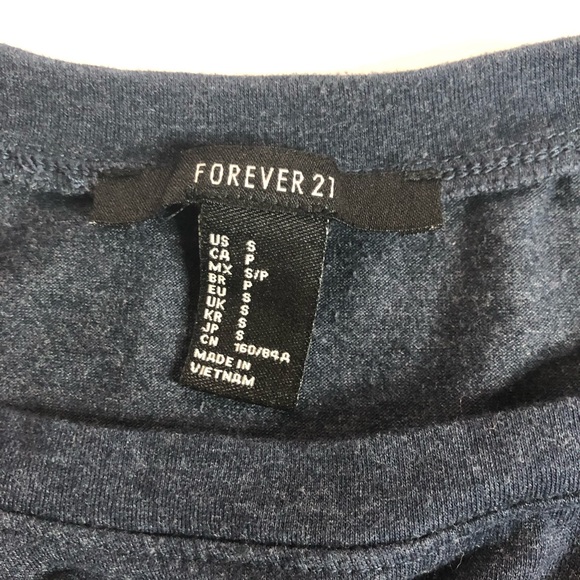 FOREVER 21
US S
CA P
MX S/P
BR P
EU S
UK S
KR S
JP S
CN 160/84A
MADE IN
VIETNAM